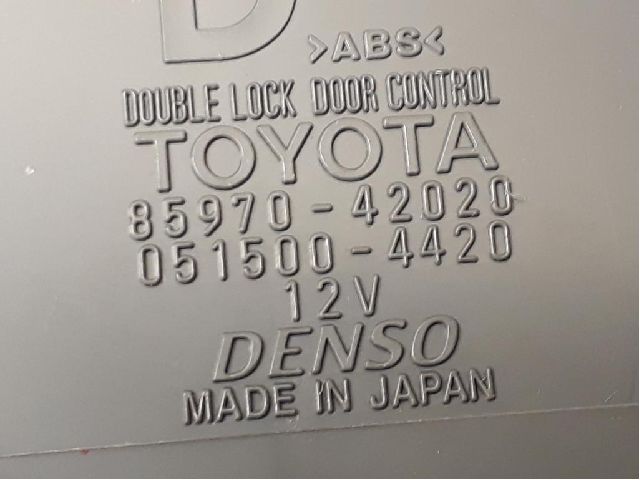 D
>ABS<
DOUBLE LOCK DOOR CONTROL
TOYOTA
85970-42020
051500-4420
12V
DENSO
MADE IN JAPAN